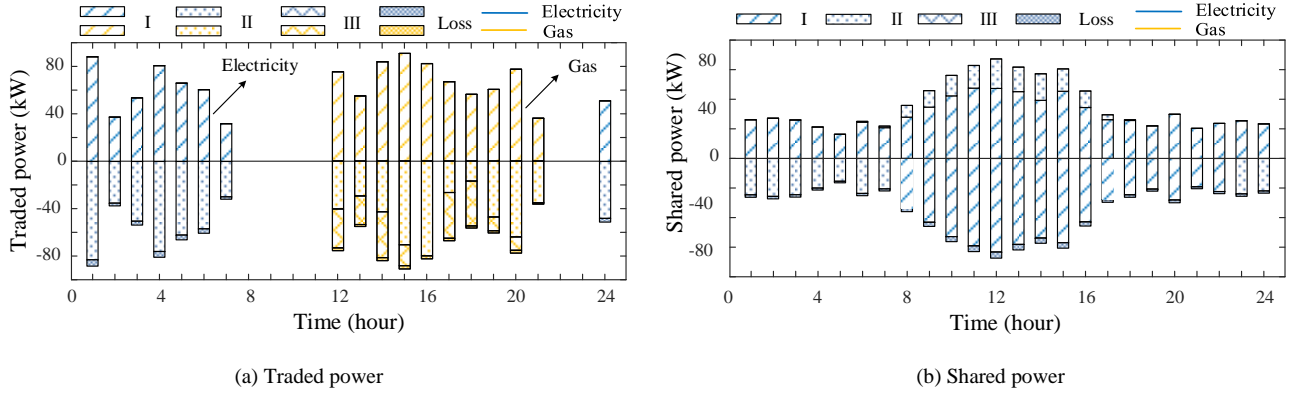 I II III Loss Electricity Gas
Traded power (kW)
80
40
0
-40
-80
Electricity
Gas
0 4 8 12 16 20 24
Time (hour)
(a) Traded power
I II III Loss Electricity Gas
Shared power (kW)
80
40
0
-40
-80
0 4 8 12 16 20 24
Time (hour)
(b) Shared power